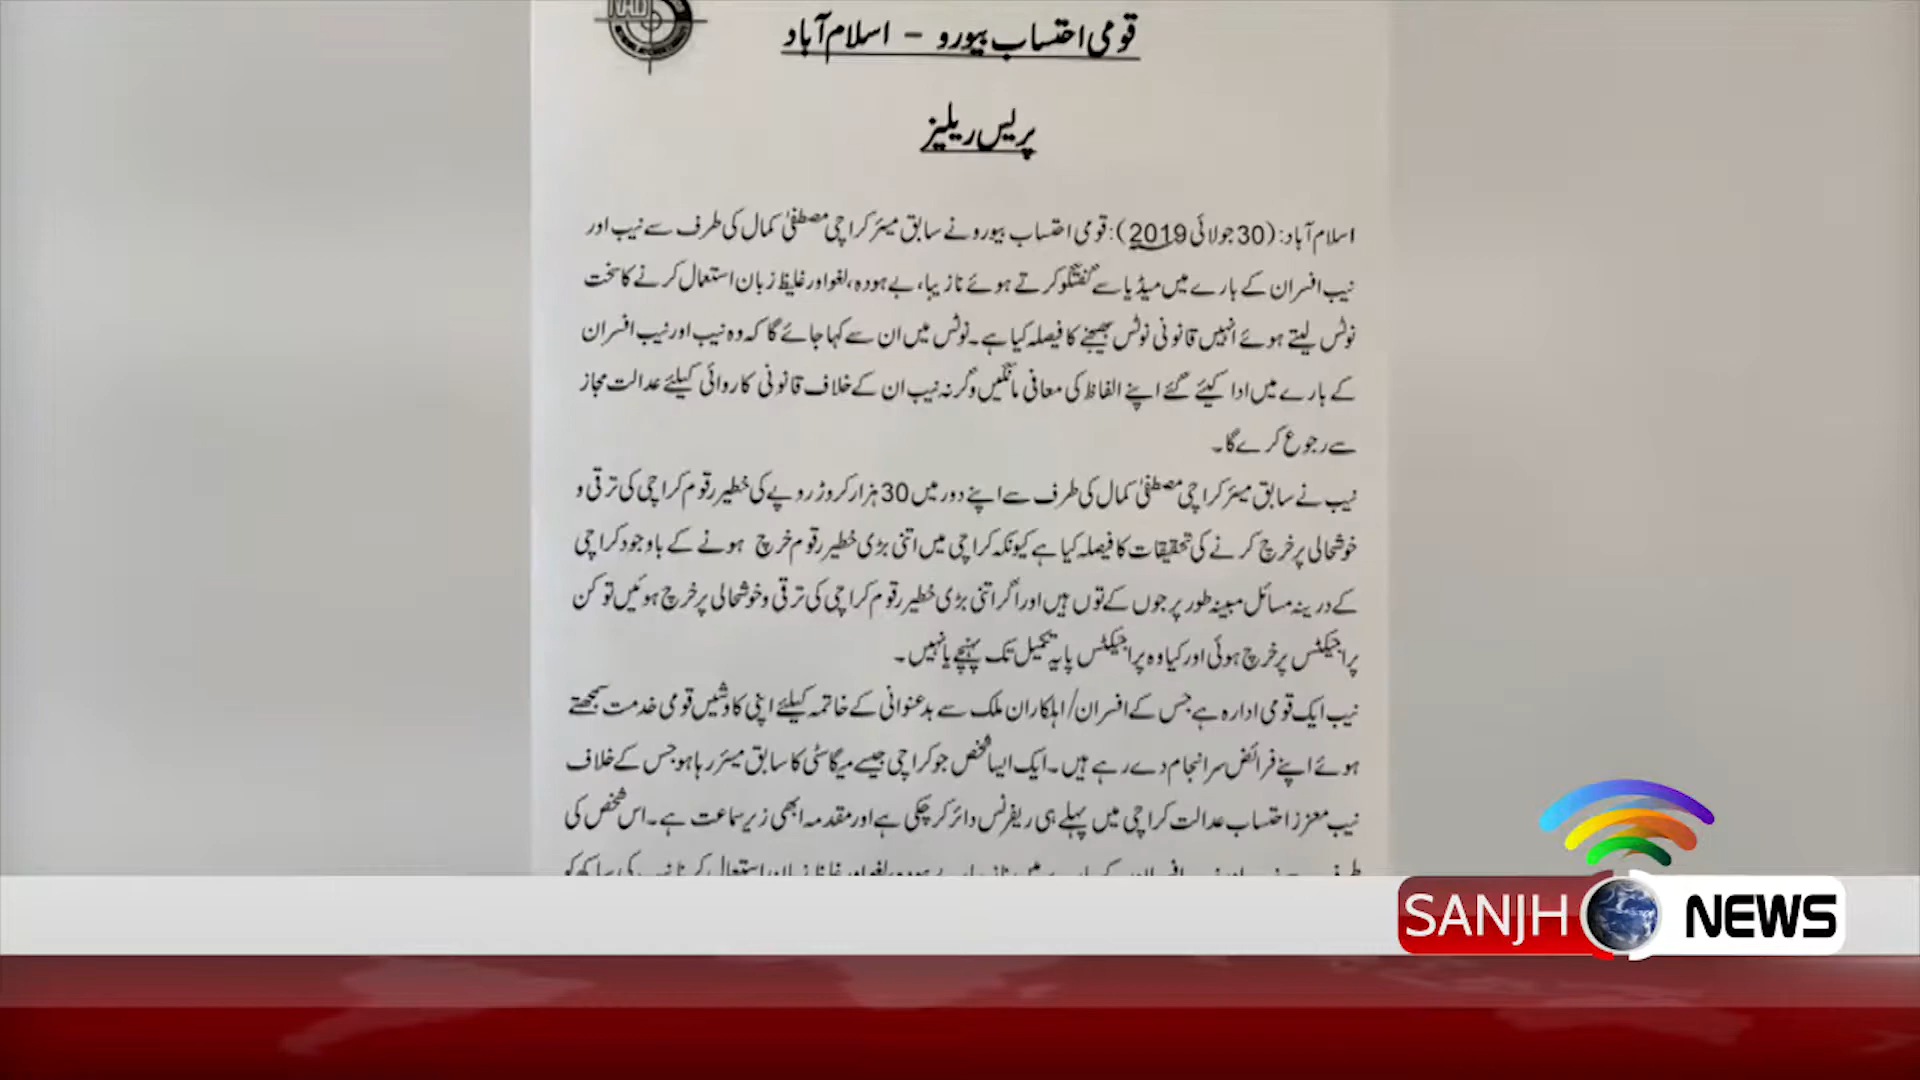 NAB
قومی احتساب بیورو - اسلام آباد
پریس ریلیز
اسلام آباد: (30 جولائی 2019): قومی احتساب بیورو نے سابق میئر کراچی مصطفیٰ کمال کی طرف سے نیب اور
نیب افسران کے بارے میں میڈیا سے گفتگو کرتے ہوئے نازیبا، بے ہودہ، لغو اور غلیظ زبان استعمال کرنے کا سخت
نوٹس لیتے ہوئے انہیں قانونی نوٹس بھیجنے کا فیصلہ کیا ہے۔ نوٹس میں ان سے کہا جائے گا کہ وہ نیب اور نیب افسران
کے بارے میں ادا کیئے گئے اپنے الفاظ کی معافی مانگیں وگرنہ نیب ان کے خلاف قانونی کاروائی کیلئے عدالت مجاز
سے رجوع کرے گا۔
نیب نے سابق میئر کراچی مصطفیٰ کمال کی طرف سے اپنے دور میں 30 ہزار کروڑ روپے کی خطیر رقوم کراچی کی ترقی و
خوشحالی پر خرچ کرنے کی تحقیقات کا فیصلہ کیا ہے کیونکہ کراچی میں اتنی بڑی خطیر رقوم خرچ ہونے کے باوجود کراچی
کے درینہ مسائل مبینہ طور پر جوں کے توں ہیں اور اگر اتنی بڑی خطیر رقوم کراچی کی ترقی و خوشحالی پر خرچ ہوئیں تو کن
پراجیکٹس پر خرچ ہوئی اور کیا وہ پراجیکٹس پایہ تکمیل تک پہنچے یا نہیں۔
نیب ایک قومی ادارہ ہے جس کے افسران/اہلکاران ملک سے بدعنوانی کے خاتمہ کیلئے اپنی کاوشیں قومی خدمت سمجھتے
ہوئے اپنے فرائض سرانجام دے رہے ہیں۔ ایک ایسا شخص جو کراچی جیسے میگا سٹی کا سابق میئر رہا ہو جس کے خلاف
نیب معزز احتساب عدالت کراچی میں پہلے ہی ریفرنس دائر کر چکی ہے اور مقدمہ ابھی زیر سماعت ہے۔ اس شخص کی
SANJH NEWS